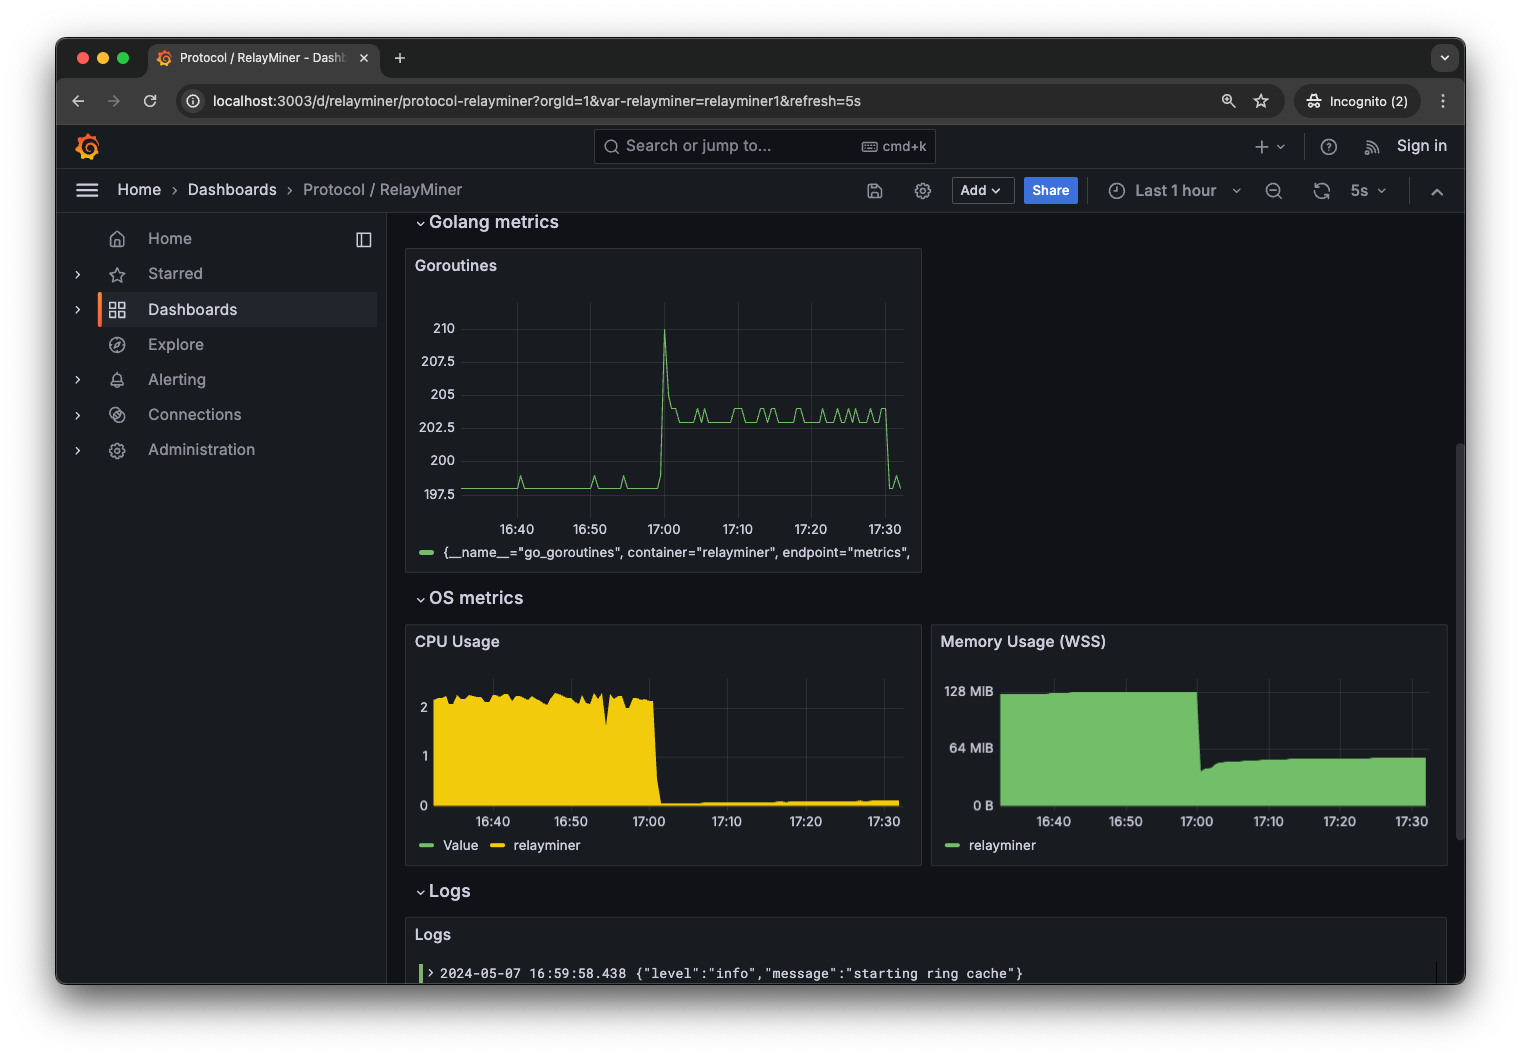 Protocol / RelayMiner - Dashb
localhost:3003/d/relayminer/protocol-relayminer?orgId=1&var-relayminer=relayminer1&refresh=5s
Incognito (2)
Search or jump to...
cmd+k
Sign in
Home
Dashboards
Protocol / RelayMiner
Add
Share
Last 1 hour
5s
Home
Starred
Dashboards
Explore
Alerting
Connections
Administration
Golang metrics
Goroutines
210
207.5
205
202.5
200
197.5
16:40 16:50 17:00 17:10 17:20 17:30
{__name__="go_goroutines", container="relayminer", endpoint="metrics",
OS metrics
CPU Usage
2
1
0
16:40 16:50 17:00 17:10 17:20 17:30
Value relayminer
Memory Usage (WSS)
128 MiB
64 MiB
0 B
16:40 16:50 17:00 17:10 17:20 17:30
relayminer
Logs
Logs
2024-05-07 16:59:58.438 {"level":"info","message":"starting ring cache"}